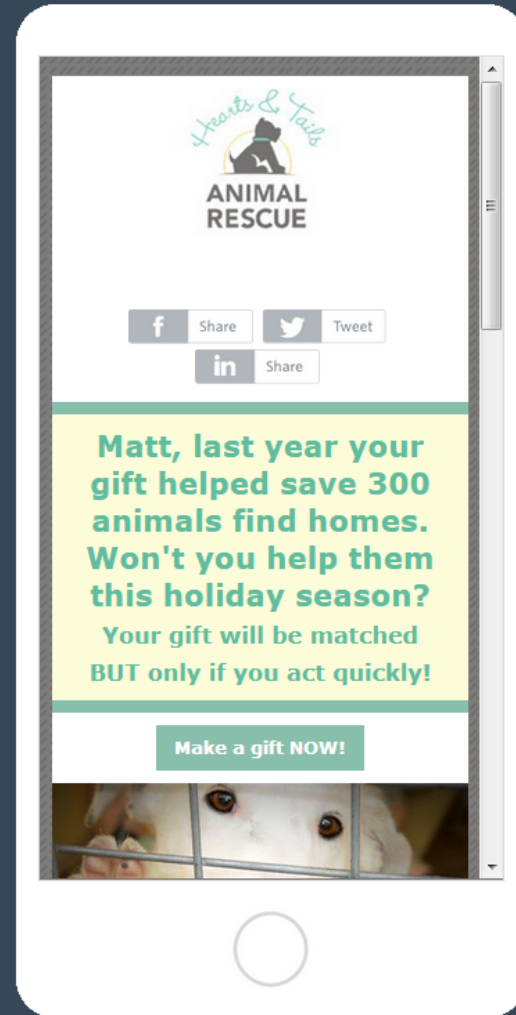 Hearts & Tails
ANIMAL
RESCUE
f Share Tweet
in Share
Matt, last year your
gift helped save 300
animals find homes.
Won't you help them
this holiday season?
Your gift will be matched
BUT only if you act quickly!
Make a gift NOW!